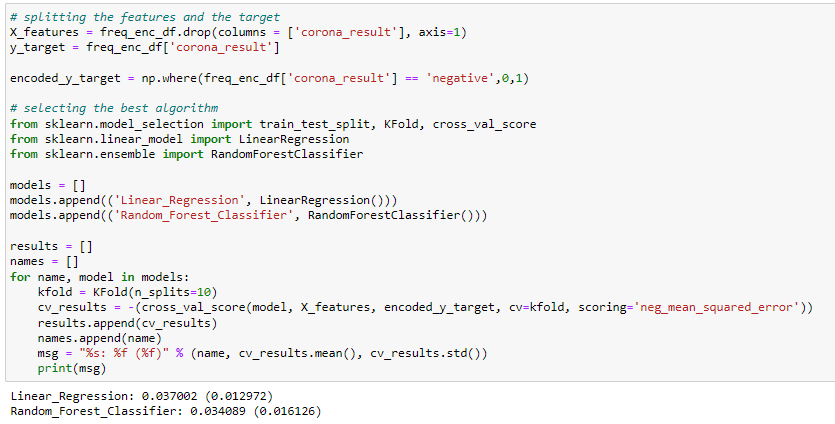 # splitting the features and the target
X_features = freq_enc_df.drop(columns = ['corona_result'], axis=1)
y_target = freq_enc_df['corona_result']
encoded_y_target = np.where(freq_enc_df['corona_result'] == 'negative',0,1)
# selecting the best algorithm
from sklearn.model_selection import train_test_split, KFold, cross_val_score
from sklearn.linear_model import LinearRegression
from sklearn.ensemble import RandomForestClassifier
models = []
models.append(('Linear_Regression', LinearRegression()))
models.append(('Random_Forest_Classifier', RandomForestClassifier()))
results = []
names = []
for name, model in models:
    kfold = KFold(n_splits=10)
    cv_results = -(cross_val_score(model, X_features, encoded_y_target, cv=kfold, scoring='neg_mean_squared_error'))
    results.append(cv_results)
    names.append(name)
    msg = "%s: %f (%f)" % (name, cv_results.mean(), cv_results.std())
    print(msg)
Linear_Regression: 0.037002 (0.012972)
Random_Forest_Classifier: 0.034089 (0.016126)